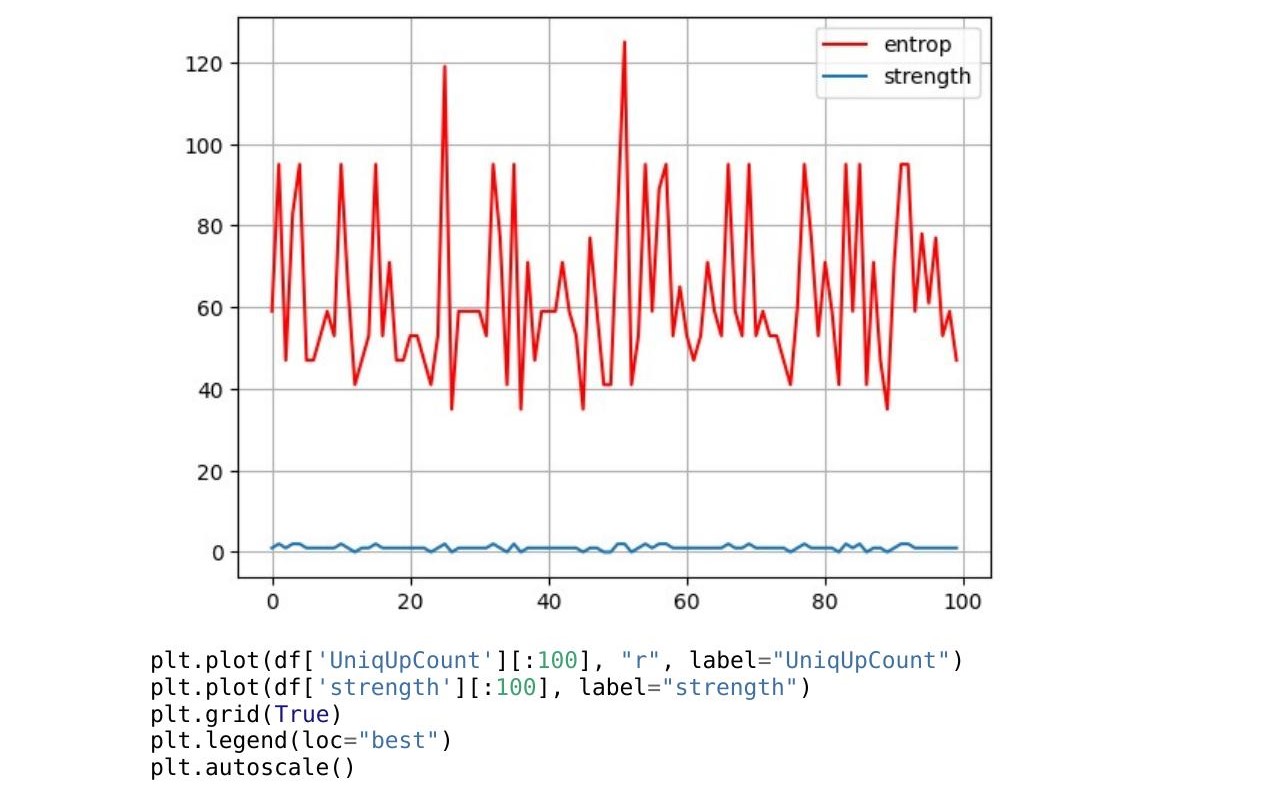 entrop
strength
120
100
80
60
40
20
0
0 20 40 60 80 100
plt.plot(df['UniqUpCount'][:100], "r", label="UniqUpCount")
plt.plot(df['strength'][:100], label="strength")
plt.grid(True)
plt.legend(loc="best")
plt.autoscale()